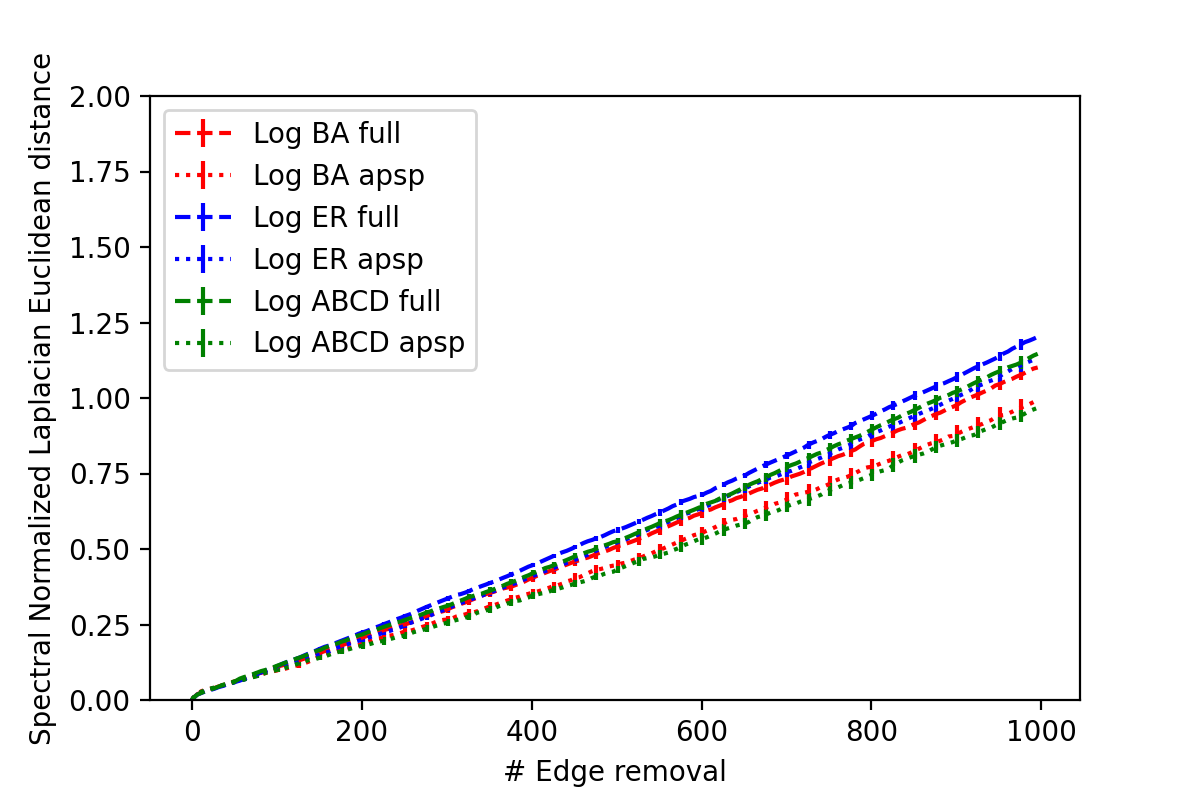 Spectral Normalized Laplacian Euclidean distance
2.00
1.75
1.50
1.25
1.00
0.75
0.50
0.25
0.00
Log BA full
Log BA apsp
Log ER full
Log ER apsp
Log ABCD full
Log ABCD apsp
0 200 400 600 800 1000
# Edge removal